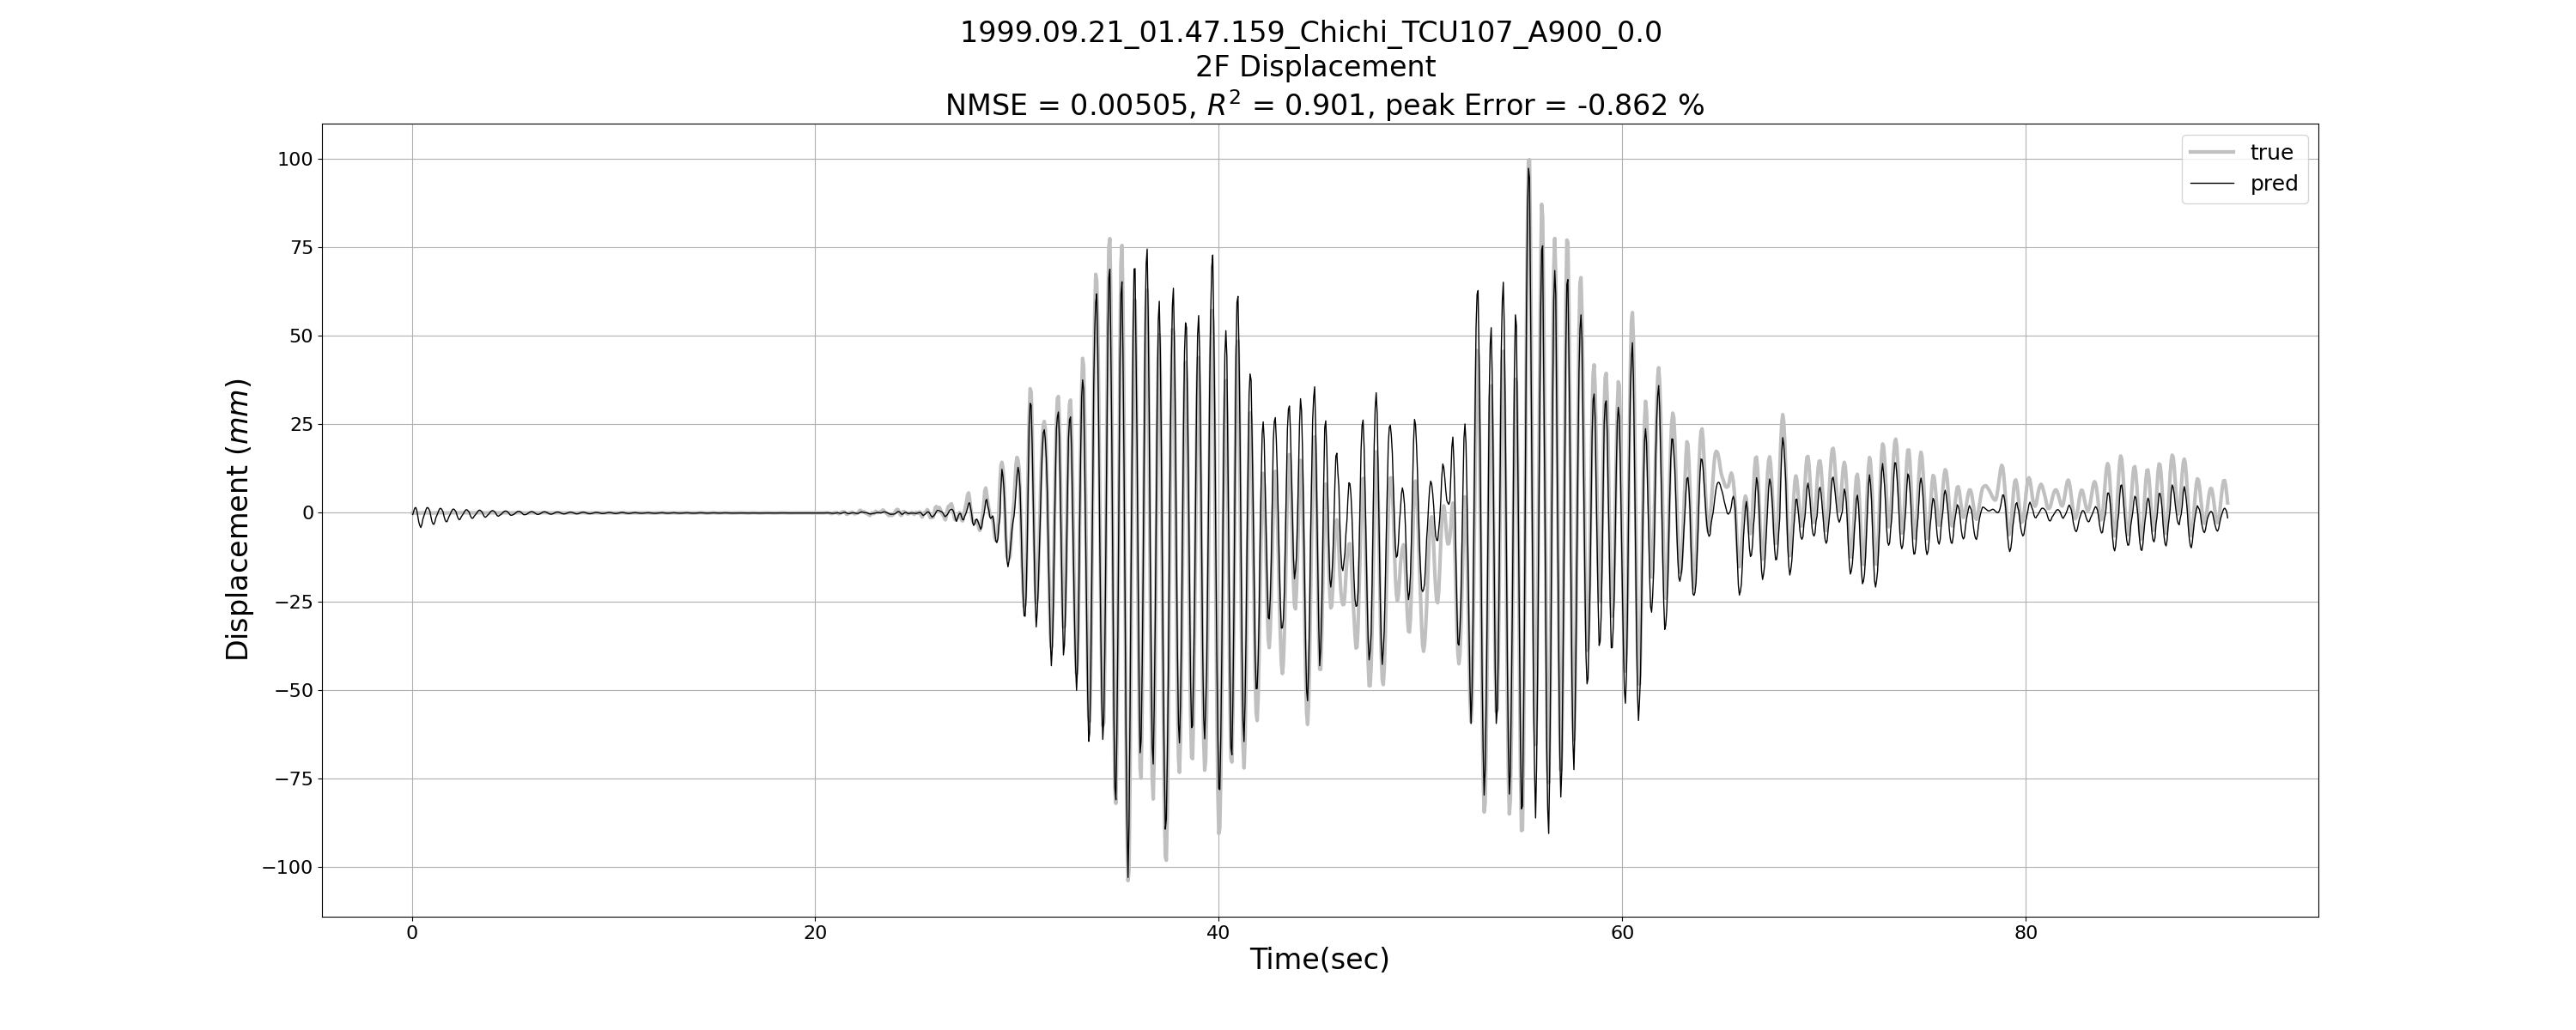 1999.09.21_01.47.159_Chichi_TCU107_A900_0.0
2F Displacement
NMSE = 0.00505, R² = 0.901, peak Error = -0.862 %
true
pred
100
75
50
25
0
−25
−50
−75
−100
Displacement (mm)
0 20 40 60 80
Time(sec)